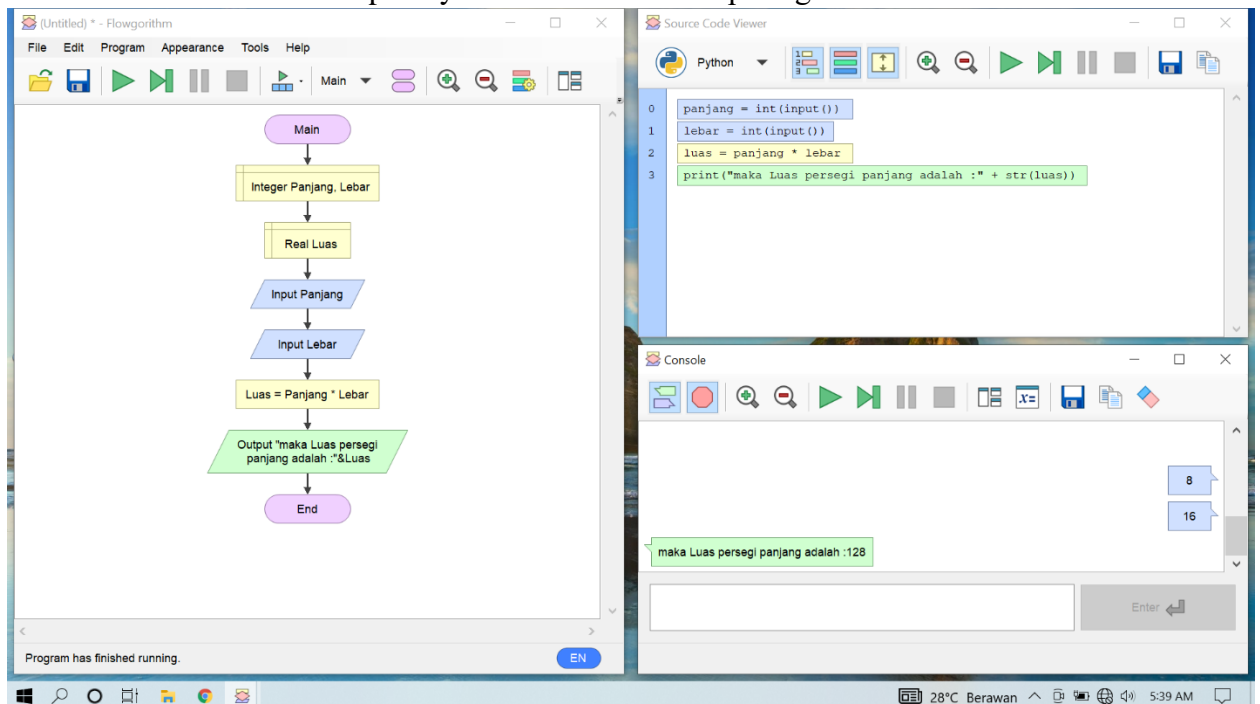 (Untitled) * - Flowgorithm
File Edit Program Appearance Tools Help
Main
Main
Integer Panjang, Lebar
Real Luas
Input Panjang
Input Lebar
Luas = Panjang * Lebar
Output "maka Luas persegi
panjang adalah :"&Luas
End
Program has finished running.
EN
Source Code Viewer
Python
0 panjang = int(input())
1 lebar = int(input())
2 luas = panjang * lebar
3 print("maka Luas persegi panjang adalah :" + str(luas))
Console
8
16
maka Luas persegi panjang adalah :128
Enter
28°C Berawan 5:39 AM